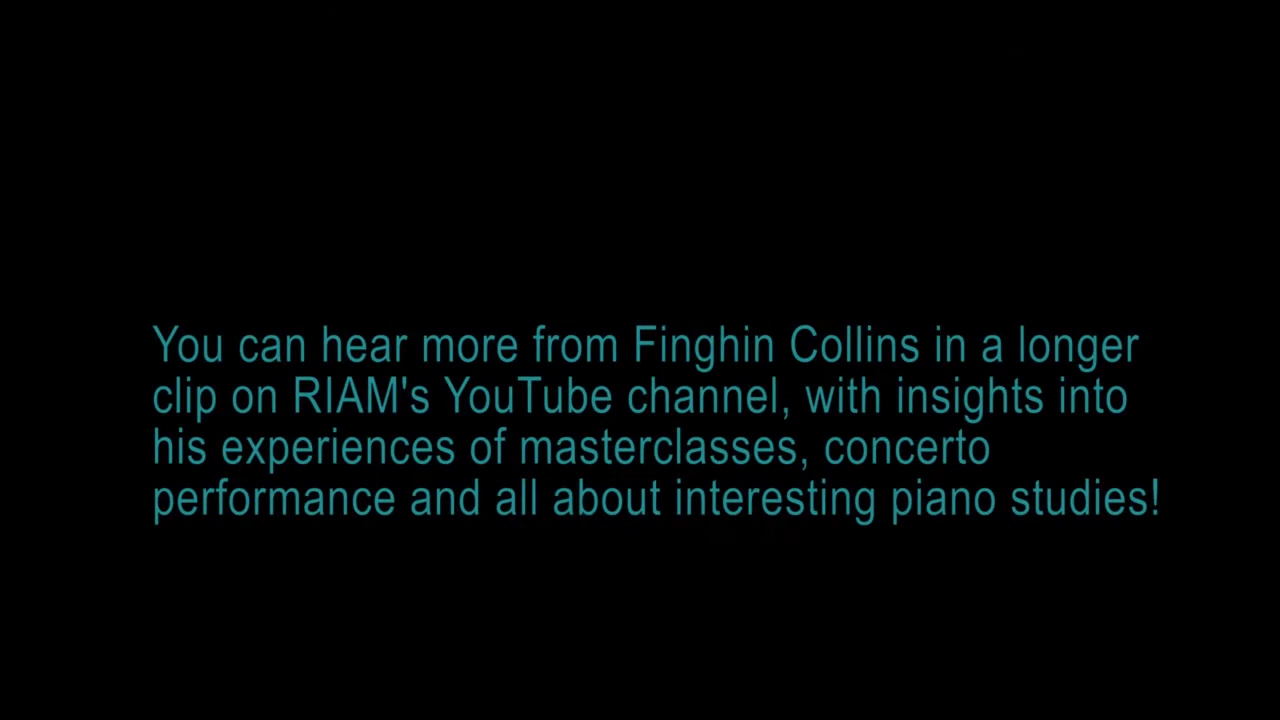 You can hear more from Finghin Collins in a longer
clip on RIAM's YouTube channel, with insights into
his experiences of masterclasses, concerto
performance and all about interesting piano studies!